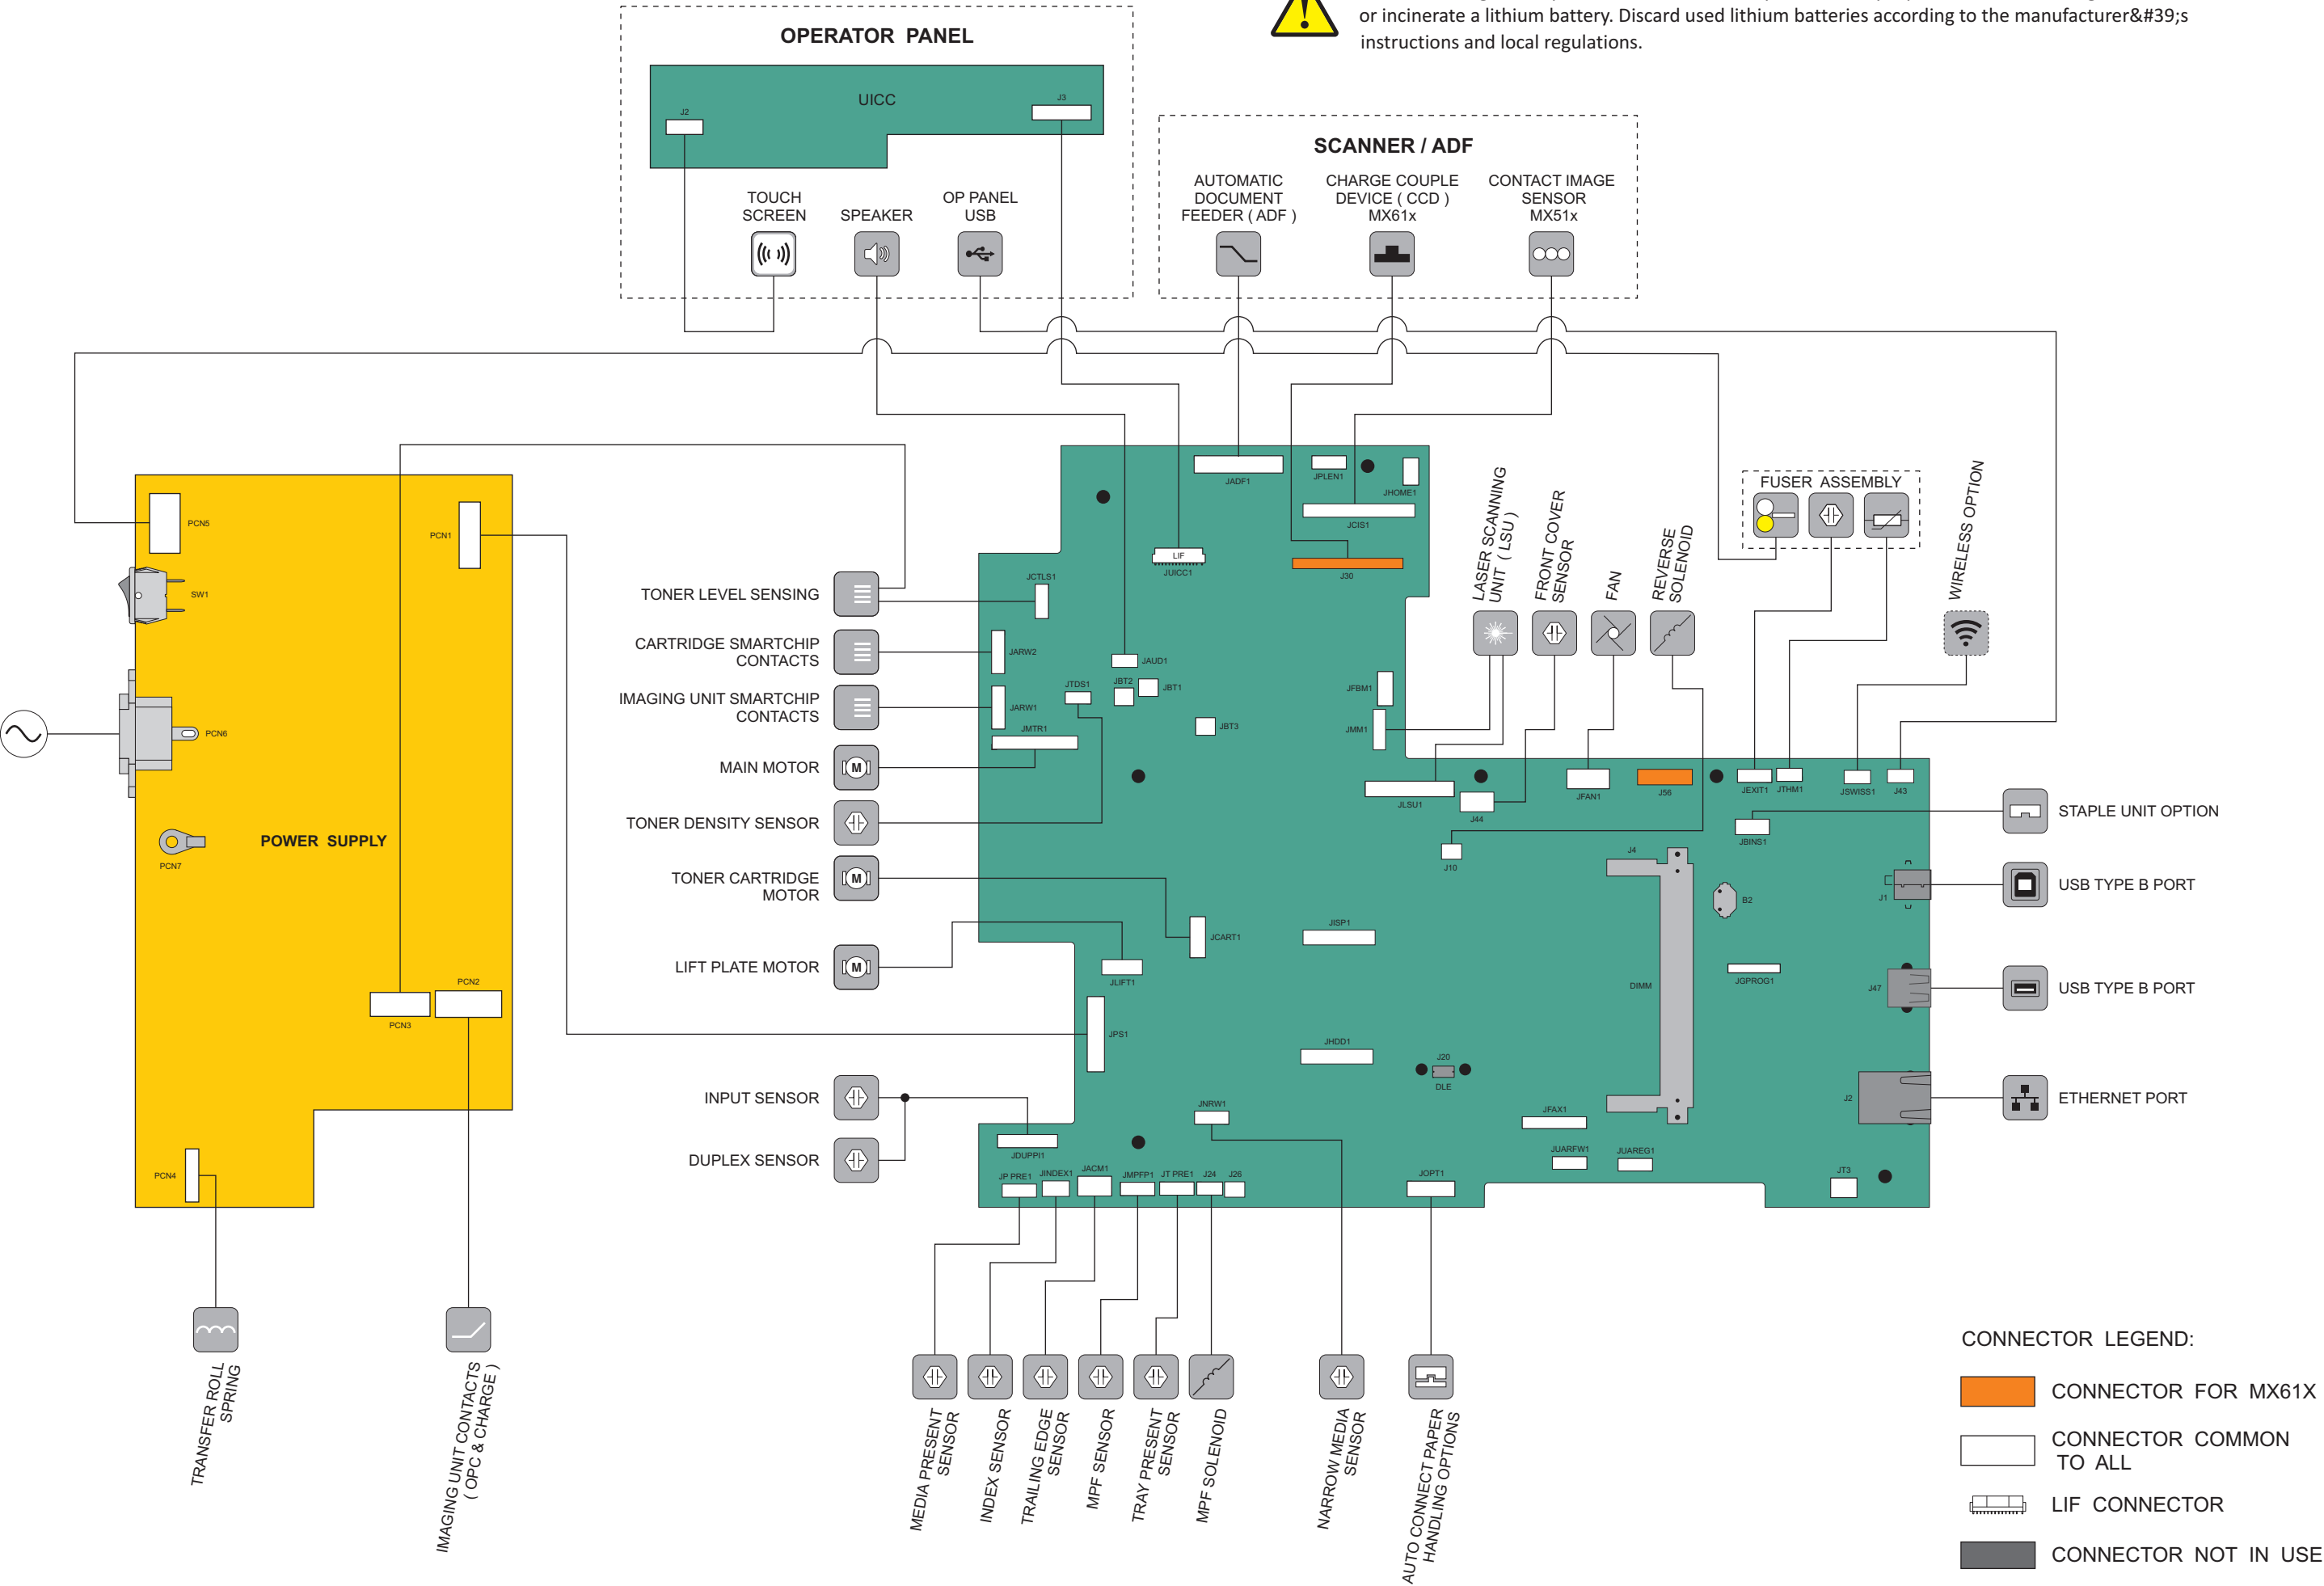 or incinerate a lithium battery. Discard used lithium batteries according to the manufacturer&#39;s
instructions and local regulations.
OPERATOR PANEL
UICC
J2
J3
TOUCH
SCREEN
SPEAKER
OP PANEL
USB
SCANNER / ADF
AUTOMATIC
DOCUMENT
FEEDER ( ADF )
CHARGE COUPLE
DEVICE ( CCD )
MX61x
CONTACT IMAGE
SENSOR
MX51x
PCN5
PCN1
SW1
PCN6
PCN7
POWER SUPPLY
PCN2
PCN3
PCN4
TRANSFER ROLL
SPRING
IMAGING UNIT CONTACTS
( OPC & CHARGE )
TONER LEVEL SENSING
CARTRIDGE SMARTCHIP
CONTACTS
IMAGING UNIT SMARTCHIP
CONTACTS
MAIN MOTOR
TONER DENSITY SENSOR
TONER CARTRIDGE
MOTOR
LIFT PLATE MOTOR
INPUT SENSOR
DUPLEX SENSOR
M
M
M
JADF1
JPLEN1
JHOME1
JCIS1
LIF
JUICC1
J30
JCTLS1
JARW2
JAUD1
JTDS1
JBT2
JBT1
JARW1
JBT3
JMTR1
JFBM1
JMM1
JLSU1
J44
JFAN1
J56
JEXIT1
JTHM1
JSWISS1
J43
JBINS1
J10
J4
B2
J1
JISP1
JCART1
JLIFT1
DIMM
JGPROG1
J47
JPS1
JHDD1
J20
DLE
JNRW1
JFAX1
J2
JUARFW1
JUAREG1
JT3
JDUPPI1
JP PRE1
JINDEX1
JACM1
JMPFP1
JT PRE1
J24
J26
JOPT1
LASER SCANNING
UNIT ( LSU )
FRONT COVER
SENSOR
FAN
REVERSE
SOLENOID
FUSER ASSEMBLY
WIRELESS OPTION
STAPLE UNIT OPTION
USB TYPE B PORT
USB TYPE B PORT
ETHERNET PORT
MEDIA PRESENT
SENSOR
INDEX SENSOR
TRAILING EDGE
SENSOR
MPF SENSOR
TRAY PRESENT
SENSOR
MPF SOLENOID
NARROW MEDIA
SENSOR
AUTO CONNECT PAPER
HANDLING OPTIONS
CONNECTOR LEGEND:
CONNECTOR FOR MX61X
CONNECTOR COMMON
TO ALL
LIF CONNECTOR
CONNECTOR NOT IN USE